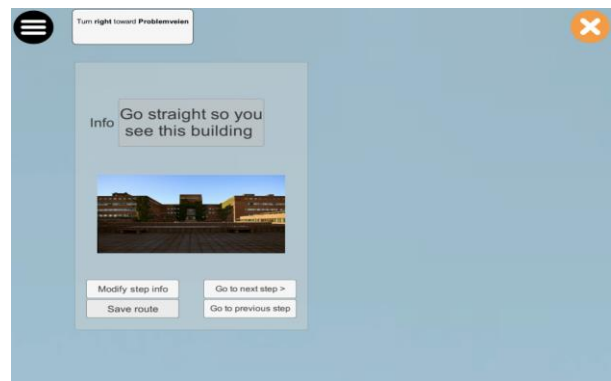 Turn right toward Problemveien
Info
Go straight so you
see this building
Modify step info
Go to next step >
Save route
Go to previous step